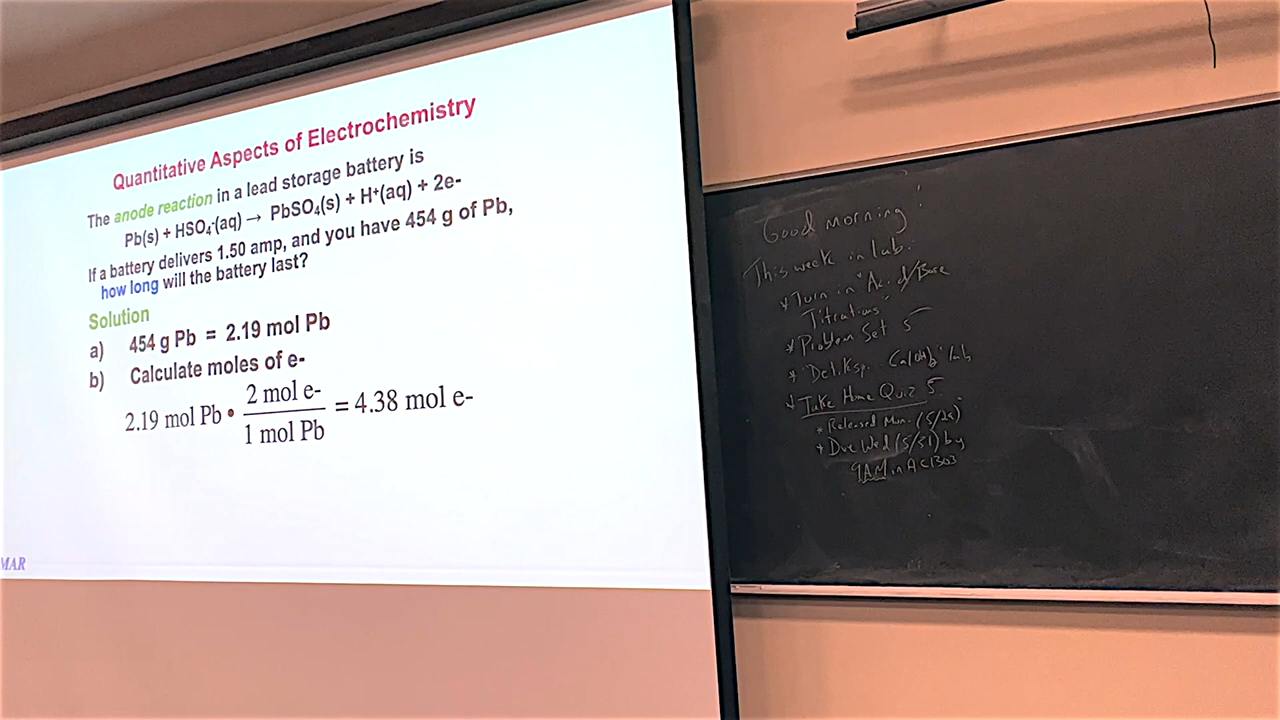 Quantitative Aspects of Electrochemistry
The anode reaction in a lead storage battery is
Pb(s) + HSO₄⁻(aq) → PbSO₄(s) + H⁺(aq) + 2e-
If a battery delivers 1.50 amp, and you have 454 g of Pb,
how long will the battery last?
Solution
a) 454 g Pb = 2.19 mol Pb
b) Calculate moles of e-
2.19 mol Pb • 2 mol e- / 1 mol Pb = 4.38 mol e-
MAR
Good morning!
This week in lab:
* Turn in "Acid/Base
Titrations"
* Problem Set 5
* "Det. Ksp Ca(OH)₂" lab
* Take Home Quiz 5
* Released Mon. (5/
* Due Wed (5/31) by
9AM in AC1303